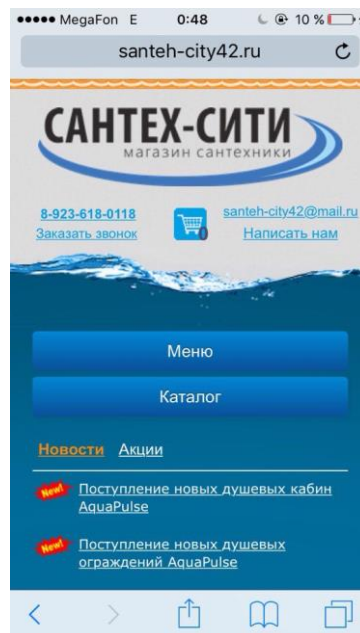 MegaFon E 0:48 10 %
santeh-city42.ru
САНТЕХ-СИТИ
магазин сантехники
8-923-618-0118
Заказать звонок
0
santeh-city42@mail.ru
Написать нам
Меню
Каталог
Новости Акции
New! Поступление новых душевых кабин
AquaPulse
New! Поступление новых душевых
ограждений AquaPulse